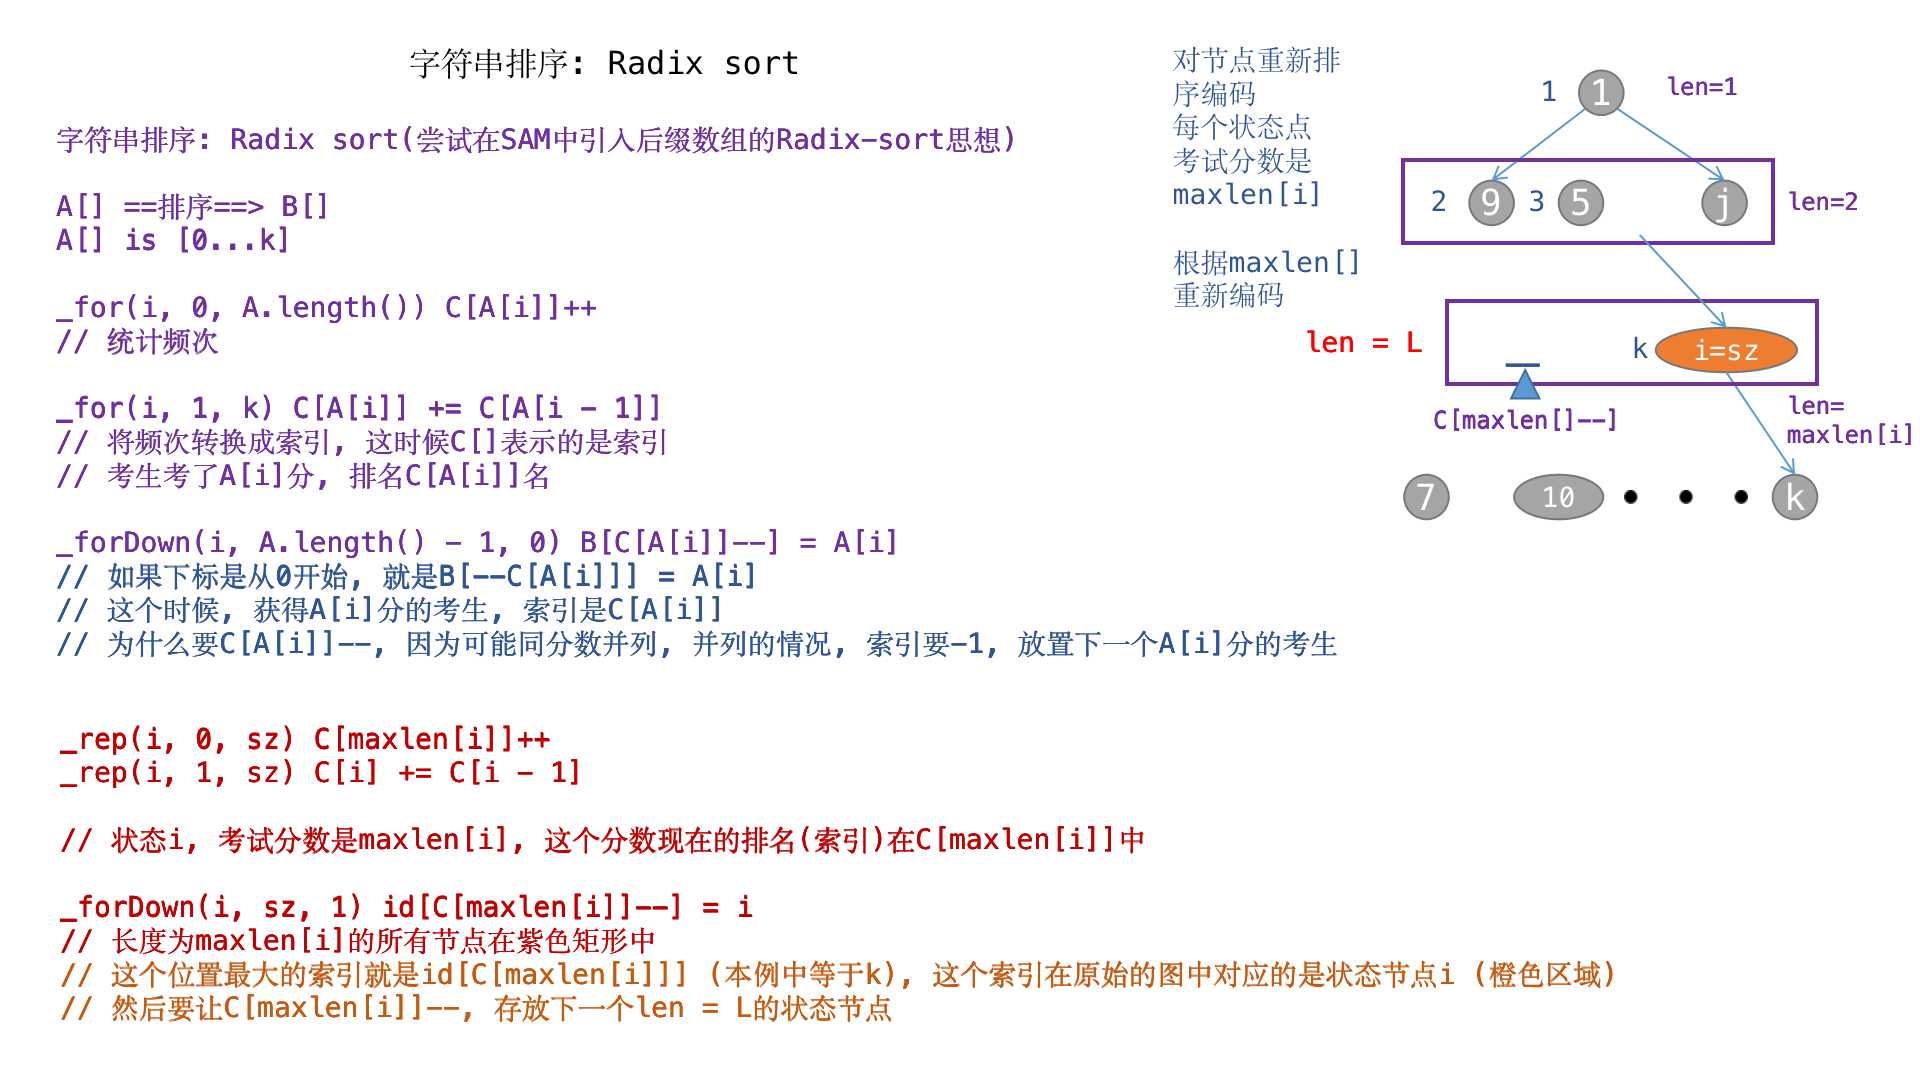 字符串排序: Radix sort
字符串排序: Radix sort(尝试在SAM中引入后缀数组的Radix-sort思想)
A[] ==排序==> B[]
A[] is [0...k]
_for(i, 0, A.length()) C[A[i]]++
// 统计频次
_for(i, 1, k) C[A[i]] += C[A[i - 1]]
// 将频次转换成索引, 这时候C[]表示的是索引
// 考生考了A[i]分, 排名C[A[i]]名
_forDown(i, A.length() - 1, 0) B[C[A[i]]--] = A[i]
// 如果下标是从0开始, 就是B[--C[A[i]]] = A[i]
// 这个时候, 获得A[i]分的考生, 索引是C[A[i]]
// 为什么要C[A[i]]--, 因为可能同分数并列, 并列的情况, 索引要-1, 放置下一个A[i]分的考生
_rep(i, 0, sz) C[maxlen[i]]++
_rep(i, 1, sz) C[i] += C[i - 1]
// 状态i, 考试分数是maxlen[i], 这个分数现在的排名(索引)在C[maxlen[i]]中
_forDown(i, sz, 1) id[C[maxlen[i]]--] = i
// 长度为maxlen[i]的所有节点在紫色矩形中
// 这个位置最大的索引就是id[C[maxlen[i]]] (本例中等于k), 这个索引在原始的图中对应的是状态节点i (橙色区域)
// 然后要让C[maxlen[i]]--, 存放下一个len = L的状态节点
对节点重新排
序编码
每个状态点
考试分数是
maxlen[i]
根据maxlen[]
重新编码
1 1 len=1
2 9 3 5 j len=2
len = L k i=sz
C[maxlen[]--]
len=
maxlen[i]
7 10 • • • k